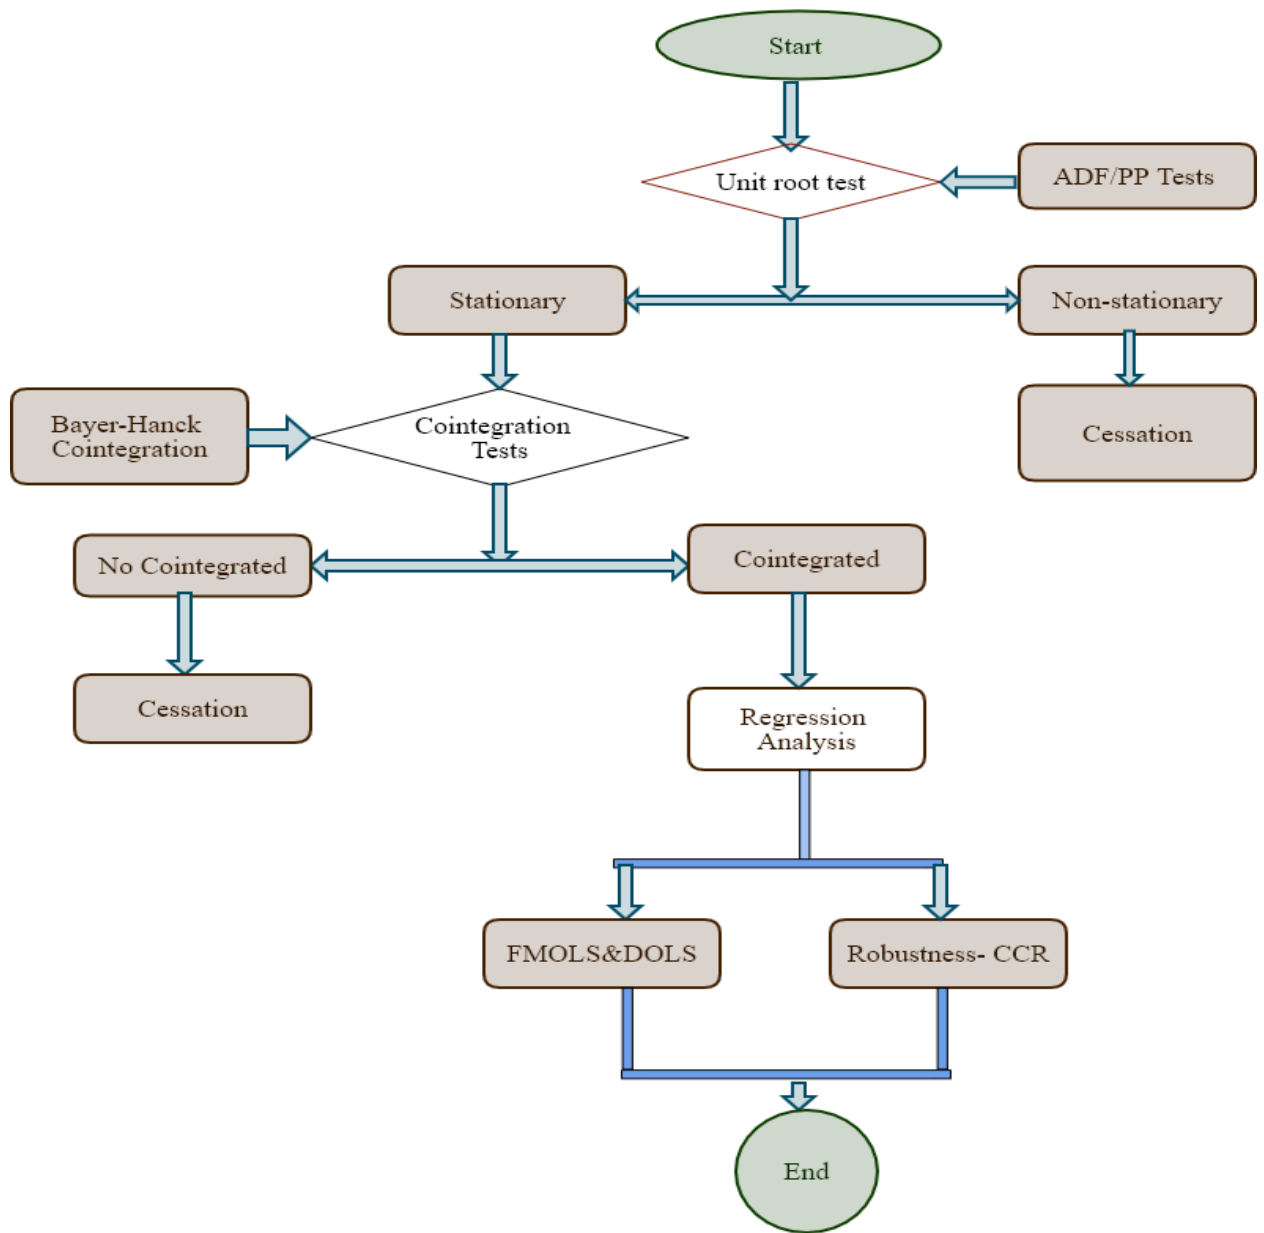 Start
Unit root test
ADF/PP Tests
Stationary
Non-stationary
Bayer-Hanck
Cointegration
Cointegration
Tests
Cessation
No Cointegrated
Cointegrated
Cessation
Regression
Analysis
FMOLS&DOLS
Robustness- CCR
End